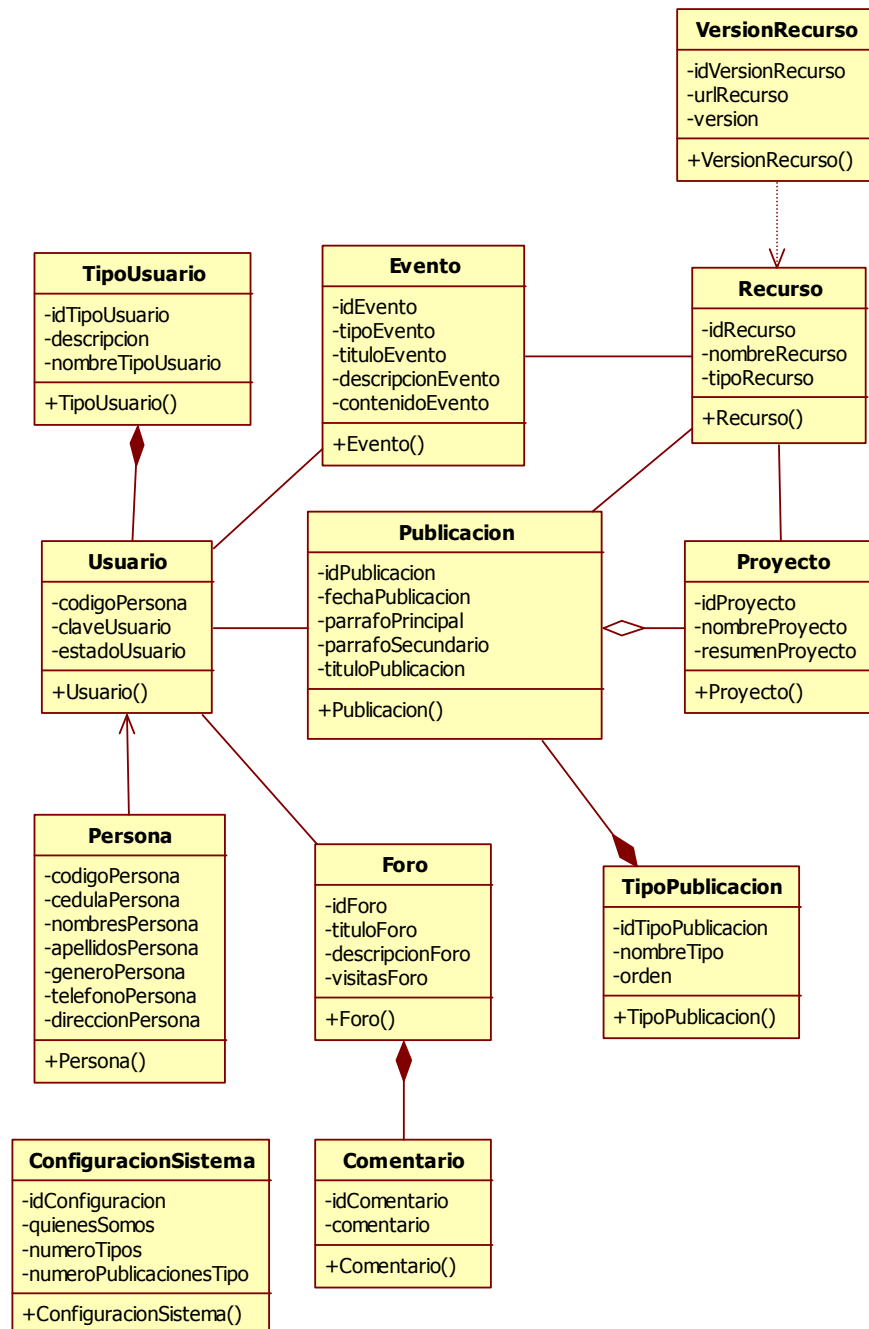 VersionRecurso
-idVersionRecurso
-urlRecurso
-version
+VersionRecurso()
TipoUsuario
-idTipoUsuario
-descripcion
-nombreTipoUsuario
+TipoUsuario()
Evento
-idEvento
-tipoEvento
-tituloEvento
-descripcionEvento
-contenidoEvento
+Evento()
Recurso
-idRecurso
-nombreRecurso
-tipoRecurso
+Recurso()
Usuario
-codigoPersona
-claveUsuario
-estadoUsuario
+Usuario()
Publicacion
-idPublicacion
-fechaPublicacion
-parrafoPrincipal
-parrafoSecundario
-tituloPublicacion
+Publicacion()
Proyecto
-idProyecto
-nombreProyecto
-resumenProyecto
+Proyecto()
Persona
-codigoPersona
-cedulaPersona
-nombresPersona
-apellidosPersona
-generoPersona
-telefonoPersona
-direccionPersona
+Persona()
Foro
-idForo
-tituloForo
-descripcionForo
-visitasForo
+Foro()
TipoPublicacion
-idTipoPublicacion
-nombreTipo
-orden
+TipoPublicacion()
ConfiguracionSistema
-idConfiguracion
-quienesSomos
-numeroTipos
-numeroPublicacionesTipo
+ConfiguracionSistema()
Comentario
-idComentario
-comentario
+Comentario()